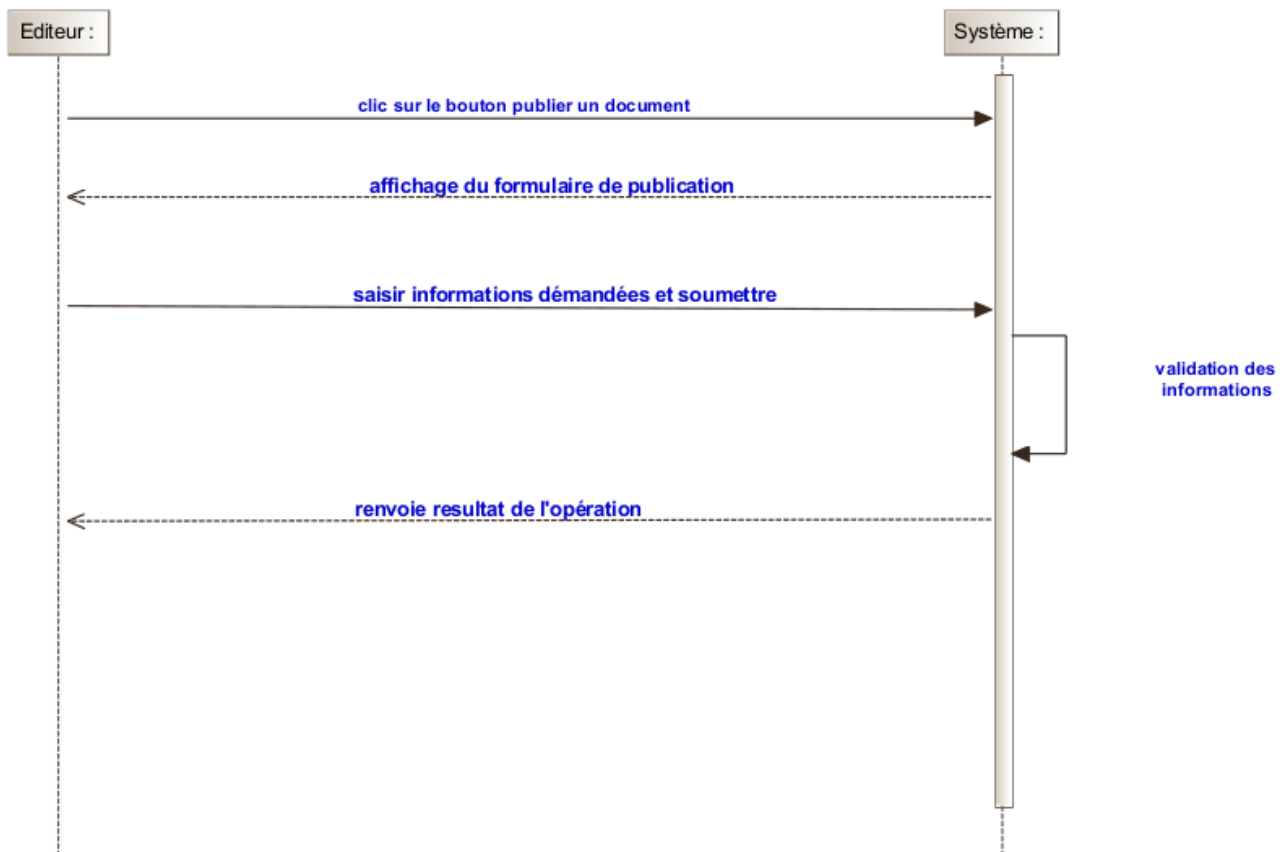 Editeur :
Système :
clic sur le bouton publier un document
affichage du formulaire de publication
saisir informations démandées et soumettre
validation des
informations
renvoie resultat de l'opération